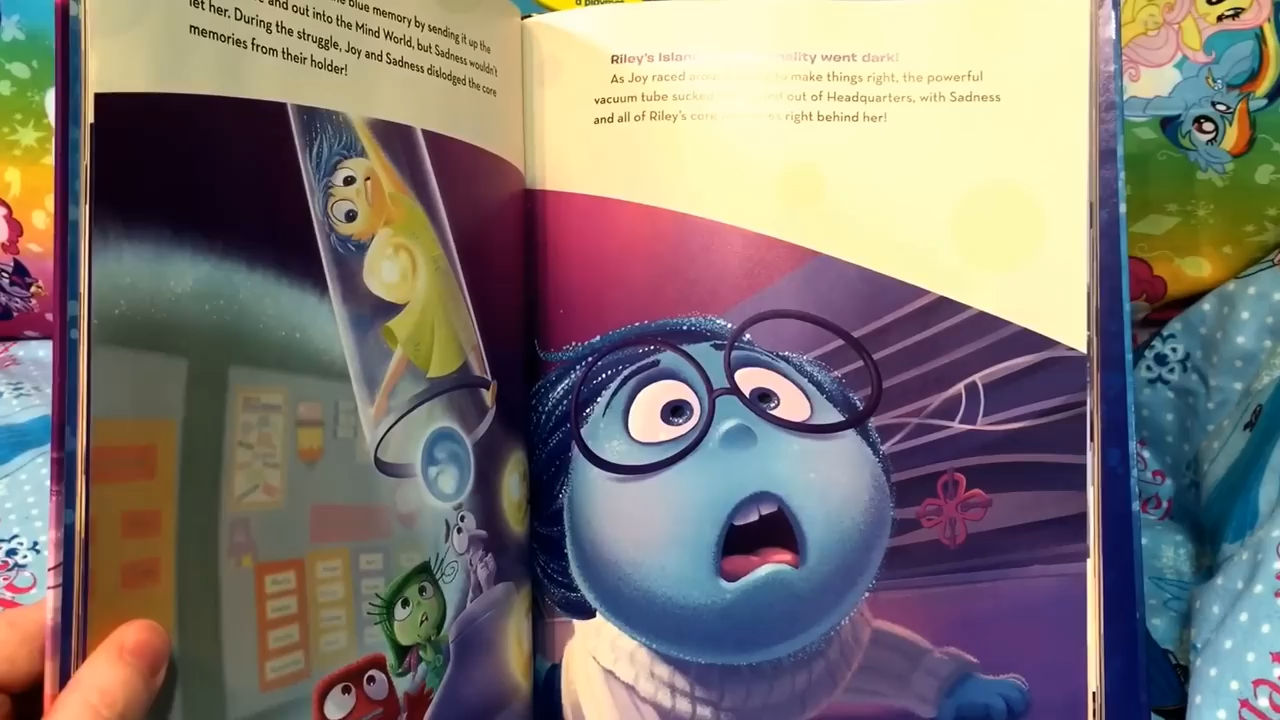 blue memory by sending it up the
and out into the Mind World, but Sadness wouldn't
let her. During the struggle, Joy and Sadness dislodged the core
memories from their holder!
Riley's went dark!
As Joy raced to make things right, the powerful
vacuum tube sucked out of Headquarters, with Sadness
and all of Riley's core right behind her!